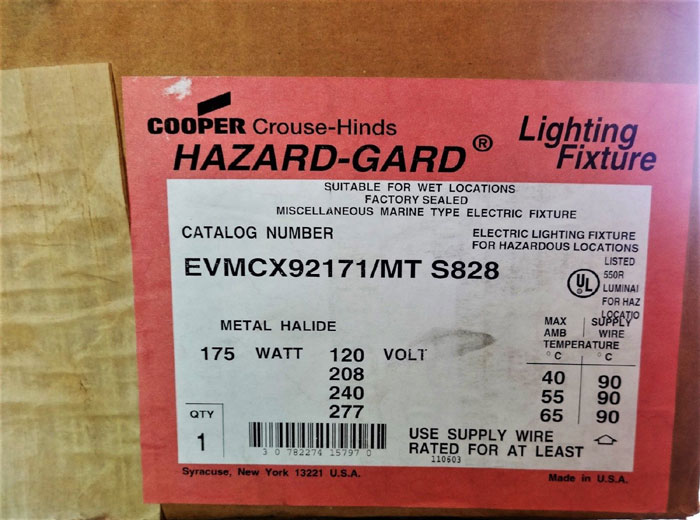 COOPER Crouse-Hinds
HAZARD-GARD®
Lighting
Fixture
SUITABLE FOR WET LOCATIONS
FACTORY SEALED
MISCELLANEOUS MARINE TYPE ELECTRIC FIXTURE
CATALOG NUMBER
ELECTRIC LIGHTING FIXTURE
FOR HAZARDOUS LOCATIONS
EVMCX92171/MT S828
UL
LISTED
550R
LUMINAI
FOR HAZ
LOCATIO
METAL HALIDE
MAX SUPPLY
AMB WIRE
TEMPERATURE
°C °C
175 WATT 120 VOLT
208
240
277
40 90
55 90
65 90
QTY
1
3 0 782274 15797 0
USE SUPPLY WIRE
RATED FOR AT LEAST
110603
Syracuse, New York 13221 U.S.A.
Made in U.S.A.